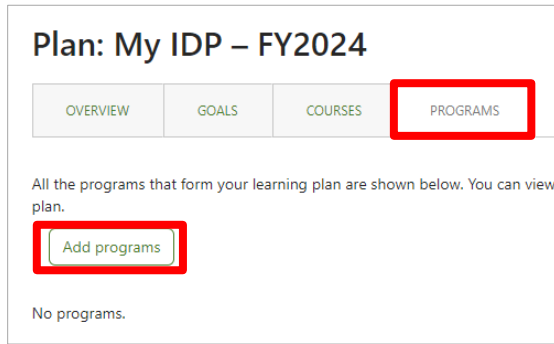 Plan: My IDP – FY2024
OVERVIEW GOALS COURSES PROGRAMS
All the programs that form your learning plan are shown below. You can view
plan.
Add programs
No programs.